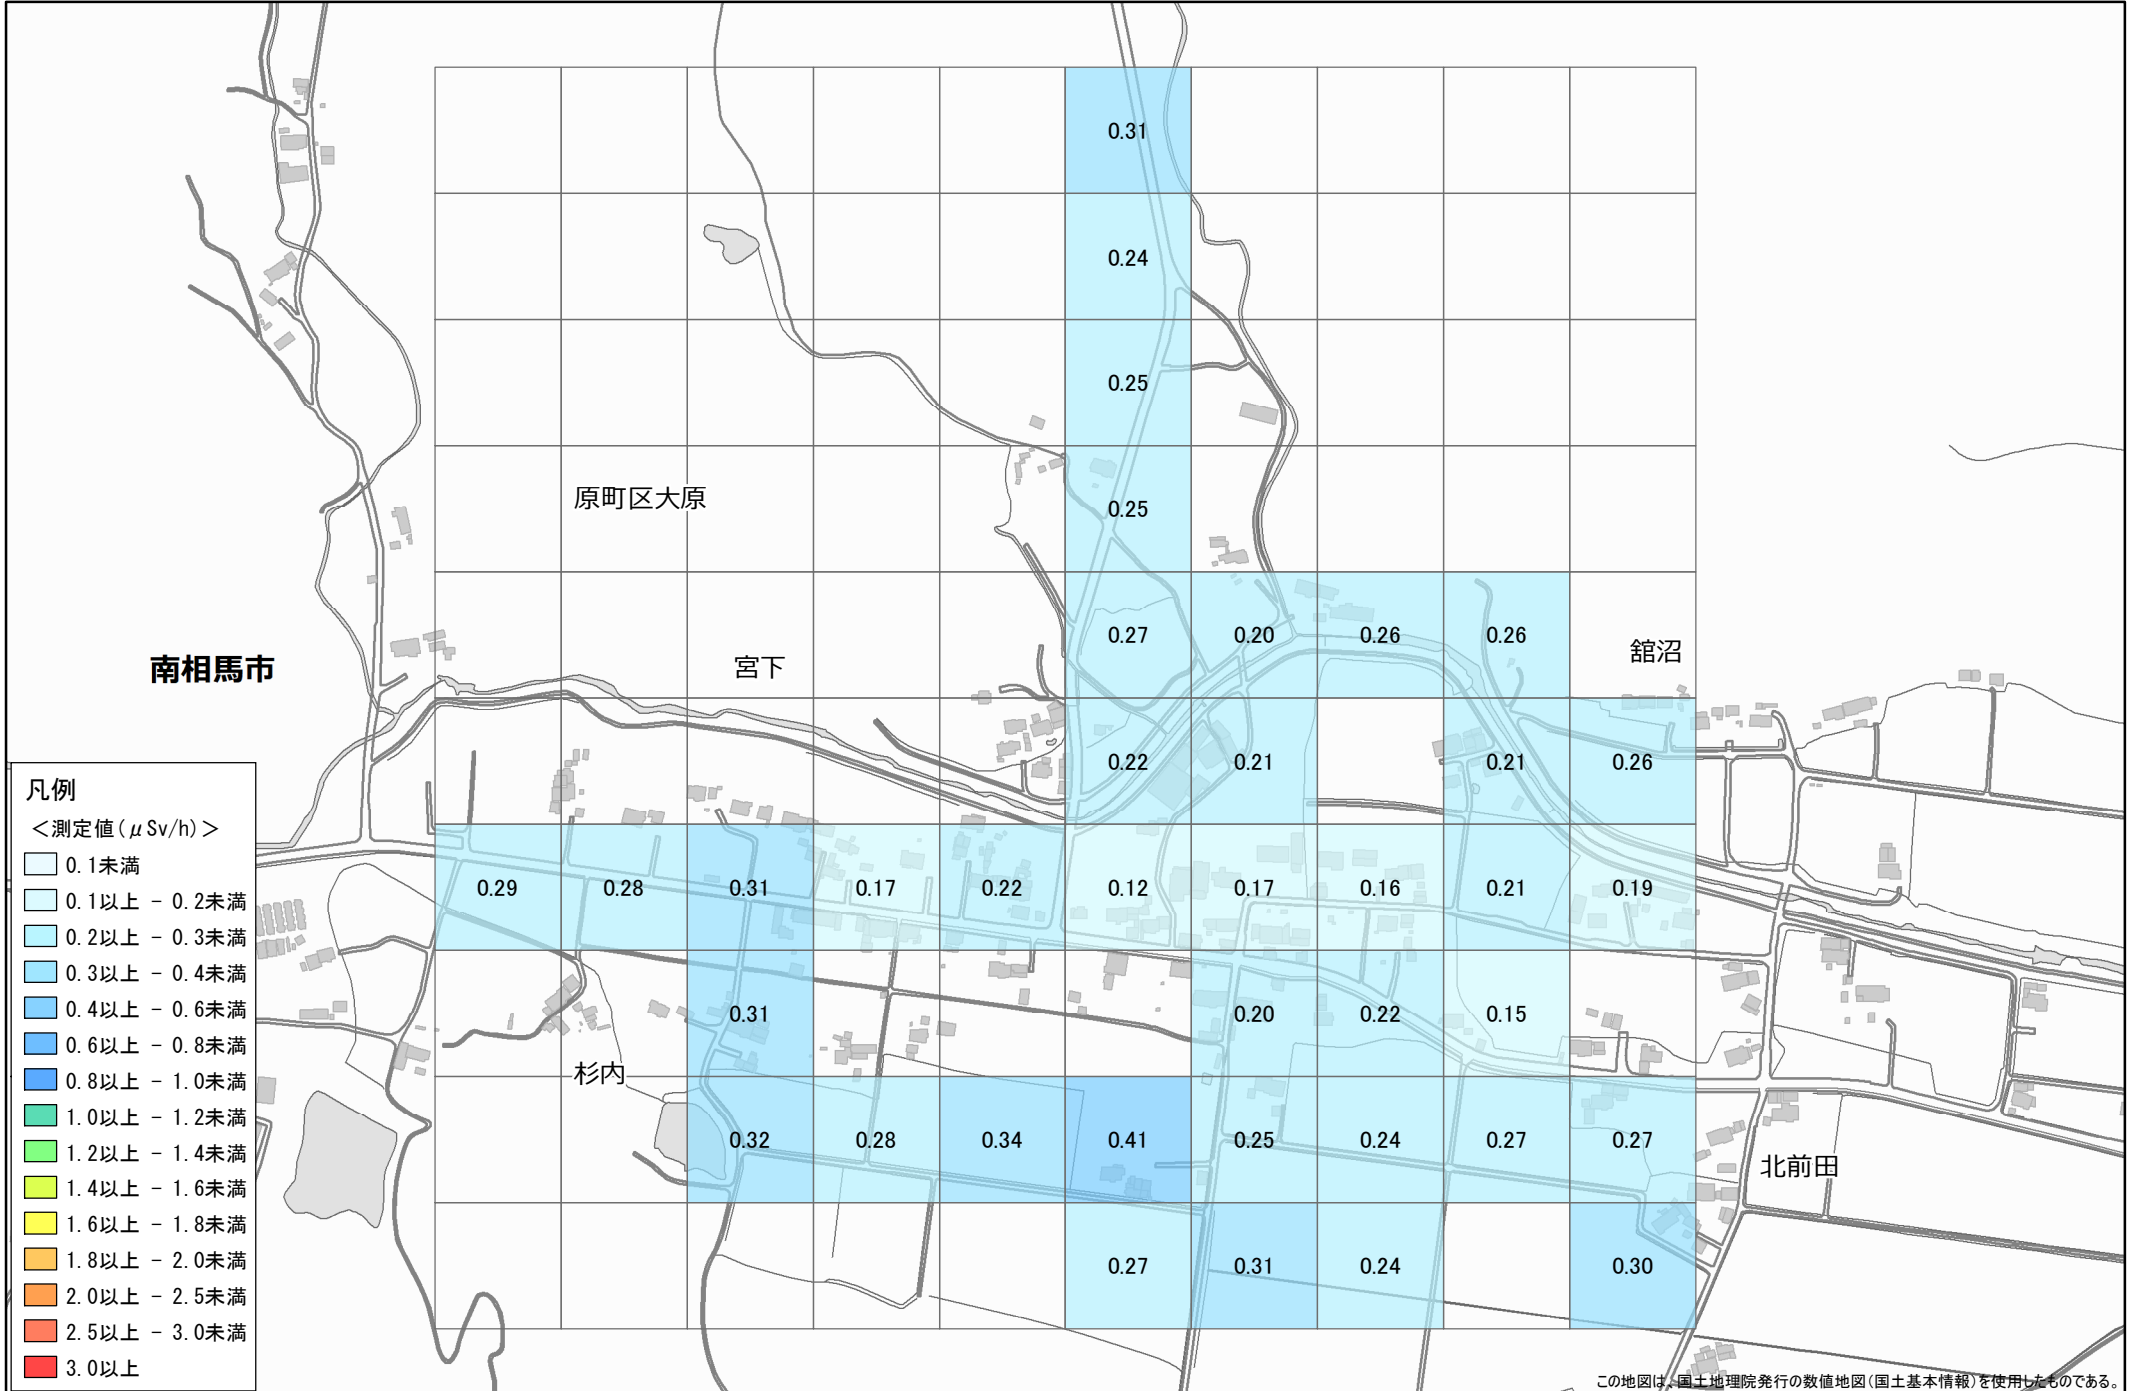 0.31
0.24
0.25
原町区大原
0.25
0.27 0.20 0.26 0.26
南相馬市
宮下
舘沼
0.22 0.21 0.21 0.26
0.29 0.28 0.31 0.17 0.22 0.12 0.17 0.16 0.21 0.19
0.31 0.20 0.22 0.15
杉内
0.32 0.28 0.34 0.41 0.25 0.24 0.27 0.27
北前田
0.27 0.31 0.24 0.30
凡例
＜測定値(μSv/h)＞
0.1未満
0.1以上 - 0.2未満
0.2以上 - 0.3未満
0.3以上 - 0.4未満
0.4以上 - 0.6未満
0.6以上 - 0.8未満
0.8以上 - 1.0未満
1.0以上 - 1.2未満
1.2以上 - 1.4未満
1.4以上 - 1.6未満
1.6以上 - 1.8未満
1.8以上 - 2.0未満
2.0以上 - 2.5未満
2.5以上 - 3.0未満
3.0以上
この地図は、国土地理院発行の数値地図(国土基本情報)を使用したものである。